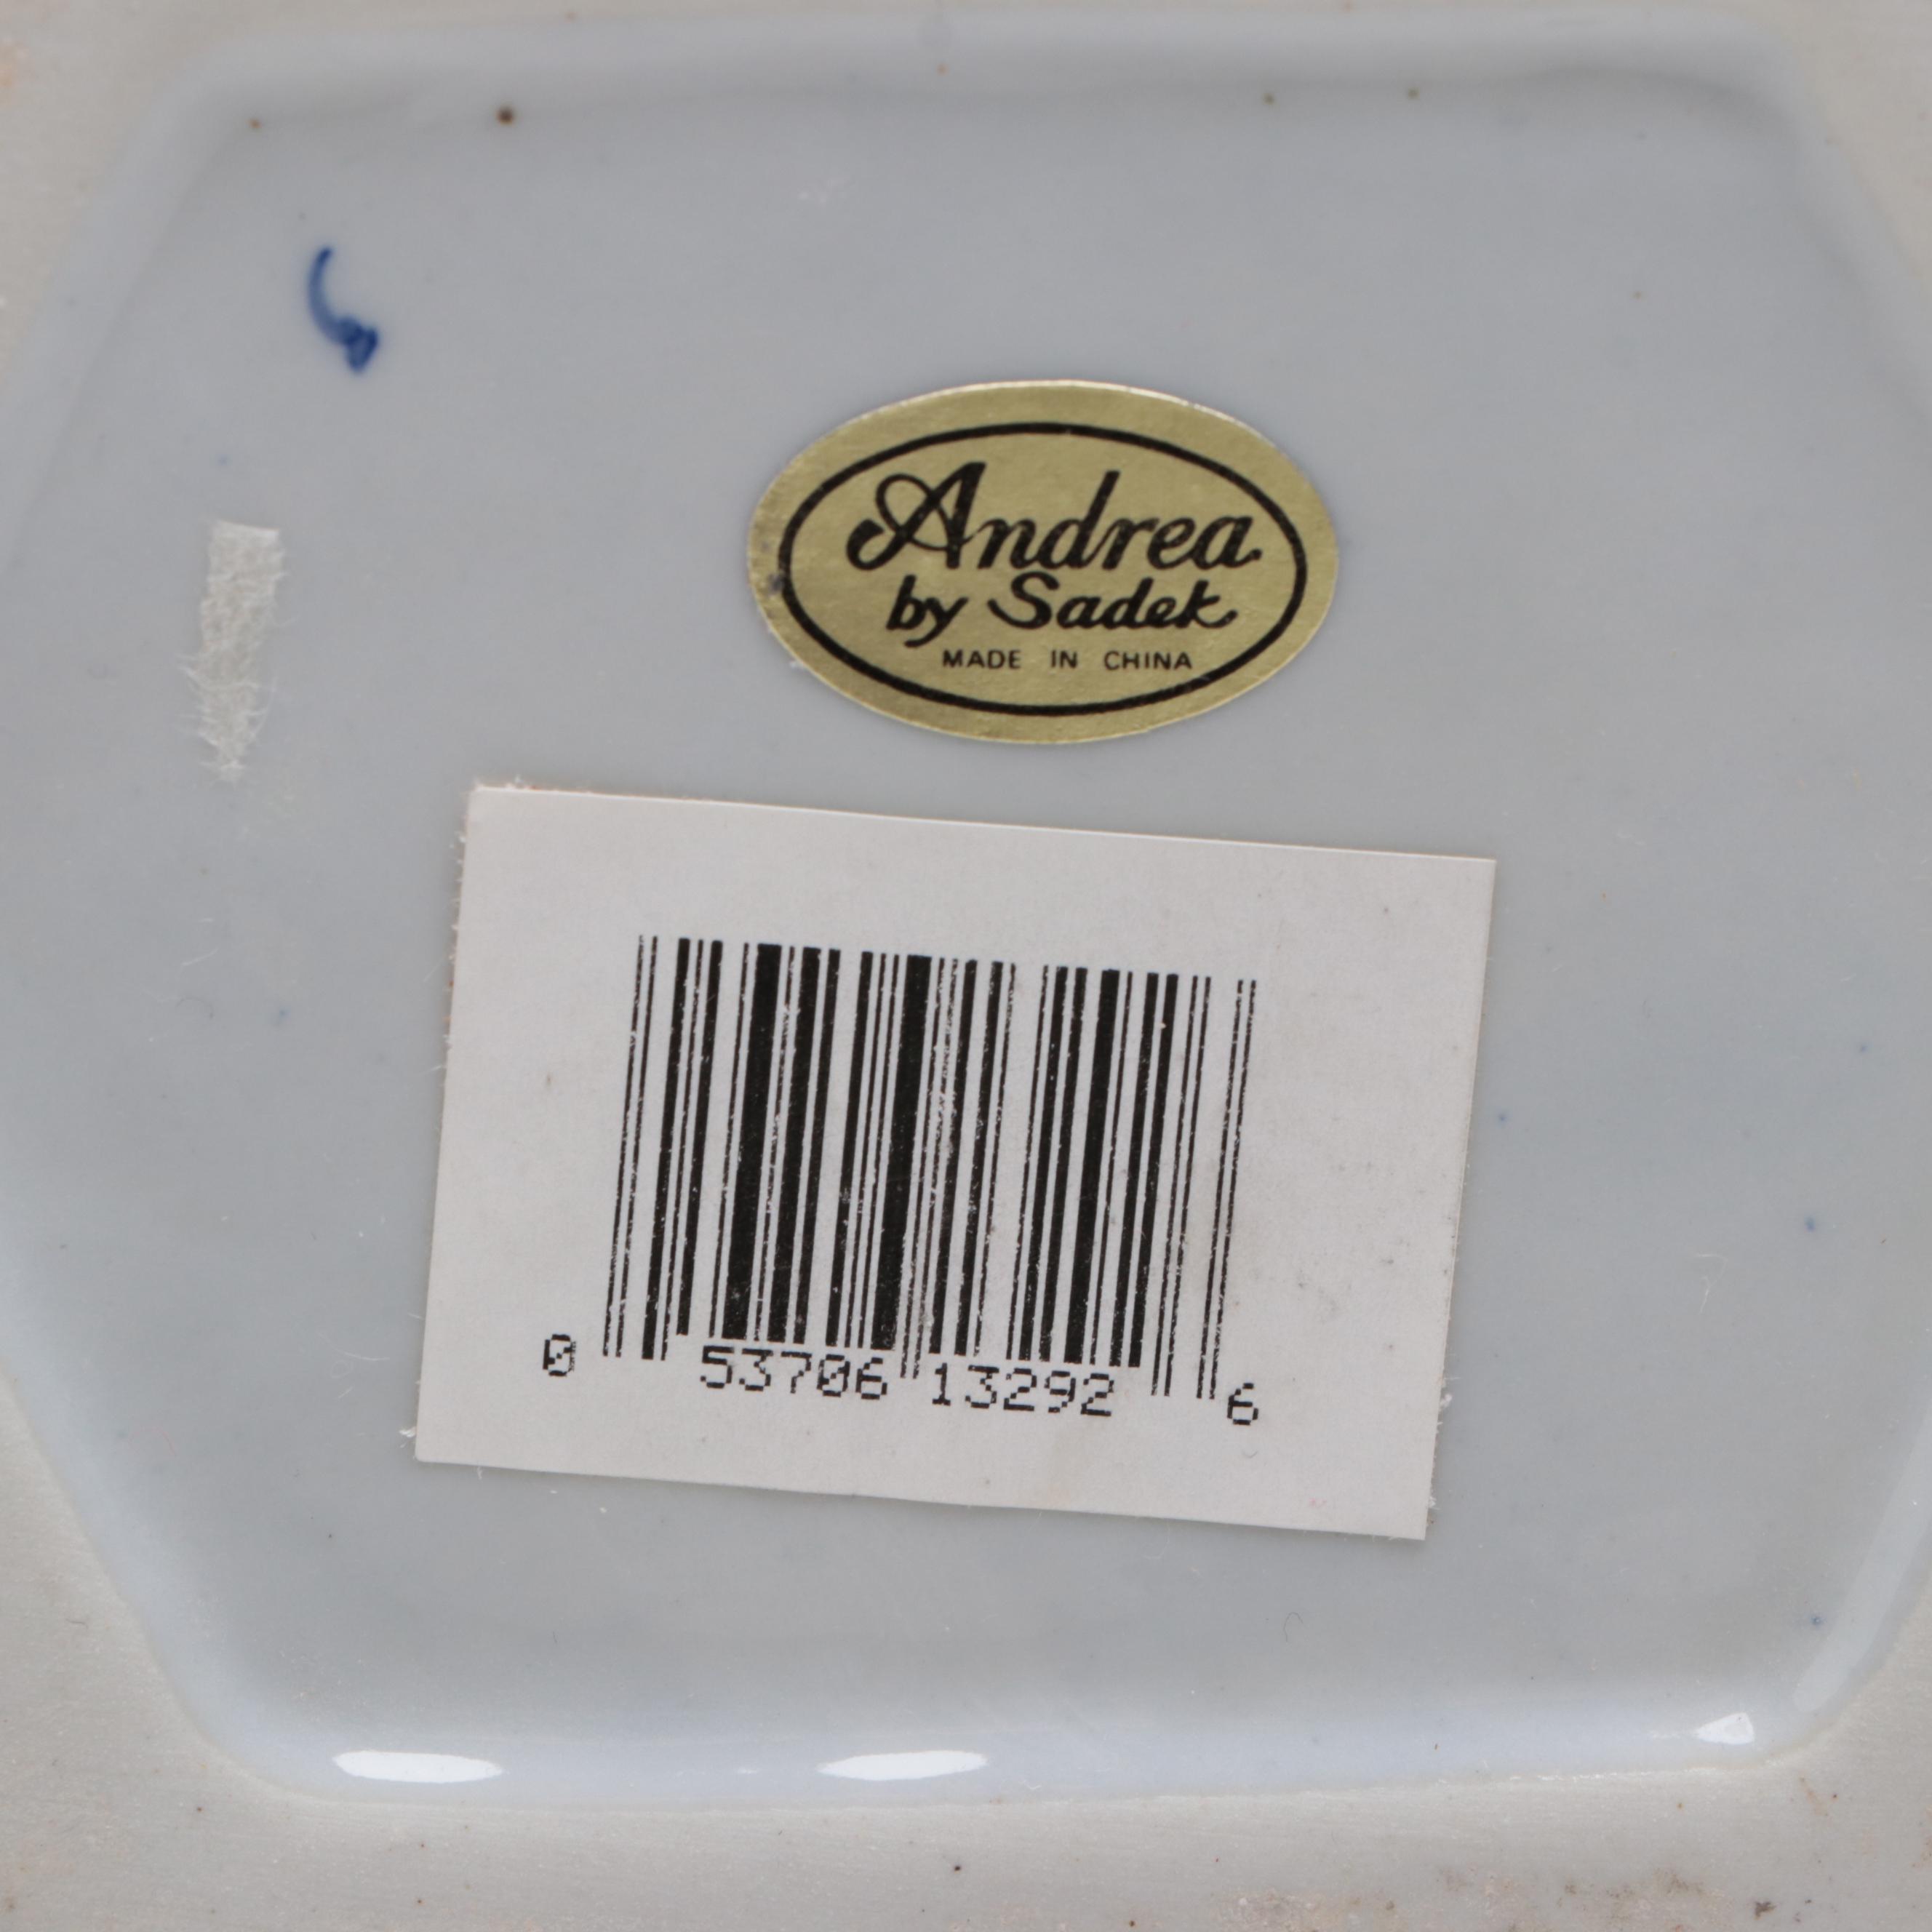 Andrea
by Sadek
MADE IN CHINA
0 53706 13292 6